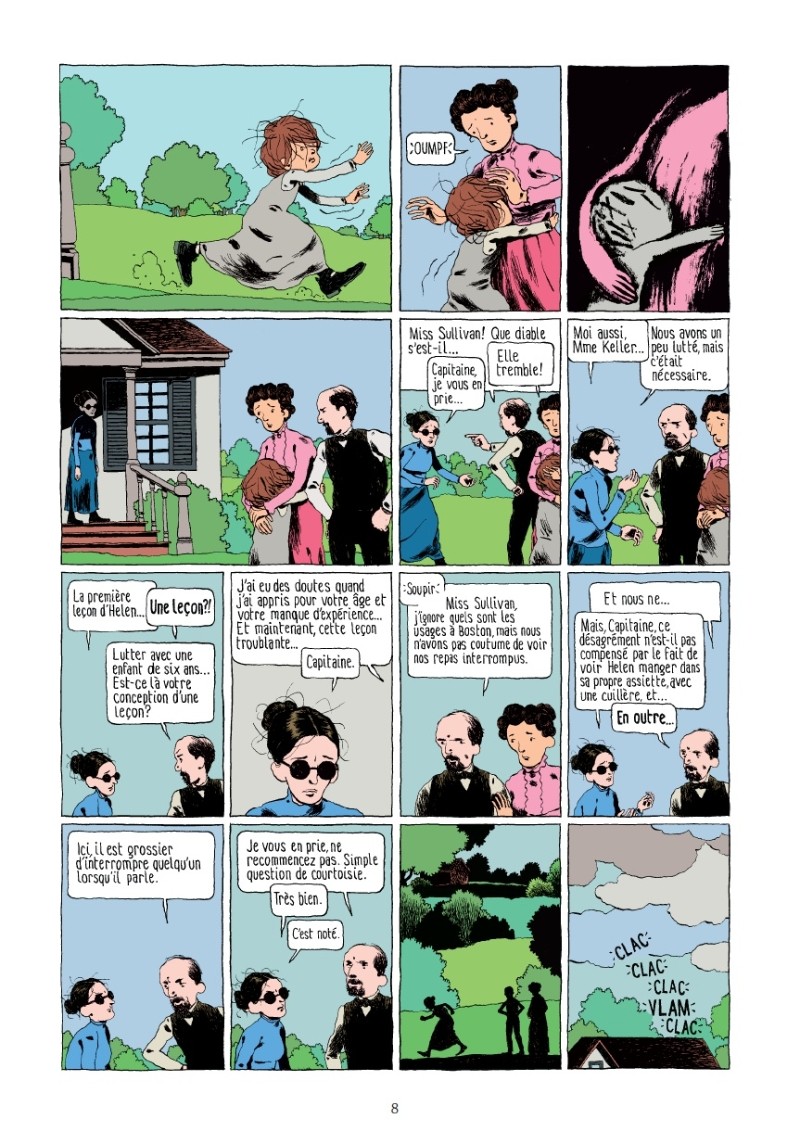 OUMPF
Miss Sullivan! Que diable
s'est-il...
Capitaine,
je vous en
prie...
Elle
tremble!
Moi aussi,
Mme Keller...
Nous avons un
peu lutté, mais
c'était
nécessaire.
La première
leçon d'Helen...
Une leçon?!
Lutter avec une
enfant de six ans...
Est-ce là votre
conception d'une
leçon?
J'ai eu des doutes quand
j'ai appris pour votre âge et
votre manque d'expérience...
Et maintenant, cette leçon
troublante...
Capitaine.
Soupir
Miss Sullivan,
j'ignore quels sont les
usages à Boston, mais nous
n'avons pas coutume de voir
nos repas interrompus.
Et nous ne...
Mais, Capitaine, ce
désagrément n'est-il pas
compensé par le fait de
voir Helen manger dans
sa propre assiette, avec
une cuillère, et...
En outre...
Ici, il est grossier
d'interrompre quelqu'un
lorsqu'il parle.
Je vous en prie, ne
recommencez pas. Simple
question de courtoisie.
Très bien.
C'est noté.
CLAC
CLAC
CLAC
VLAM
CLAC
8